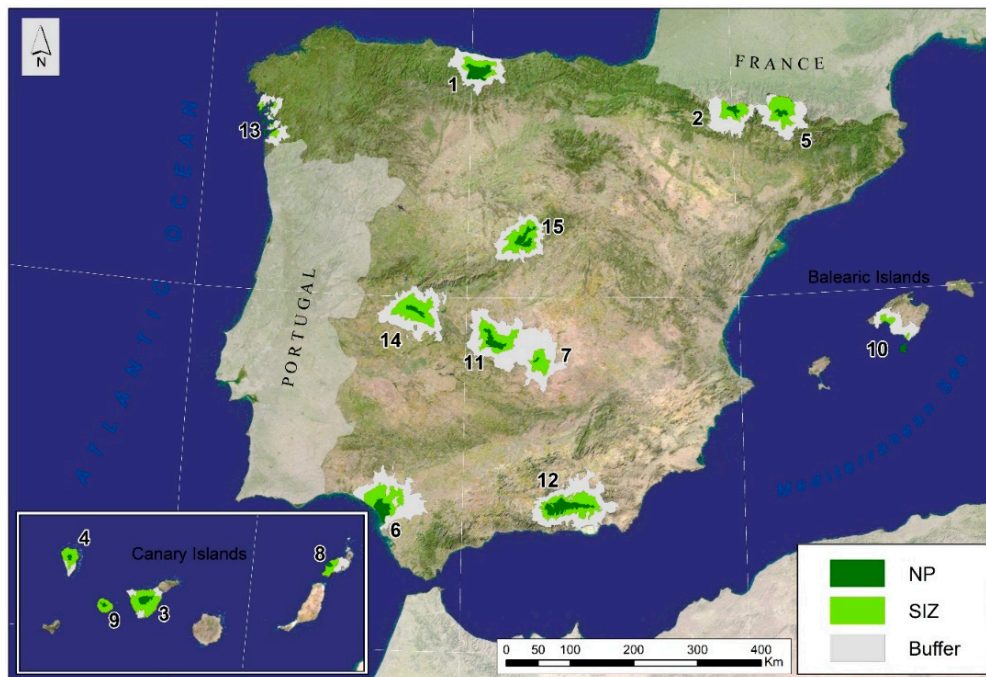 N
FRANCE
1
2
5
13
ATLANTIC OCEAN
PORTUGAL
15
Balearic Islands
14
11
7
10
Mediterranean Sea
12
6
4
Canary Islands
8
9
3
NP
SIZ
Buffer
0 50 100 200 300 400
Km